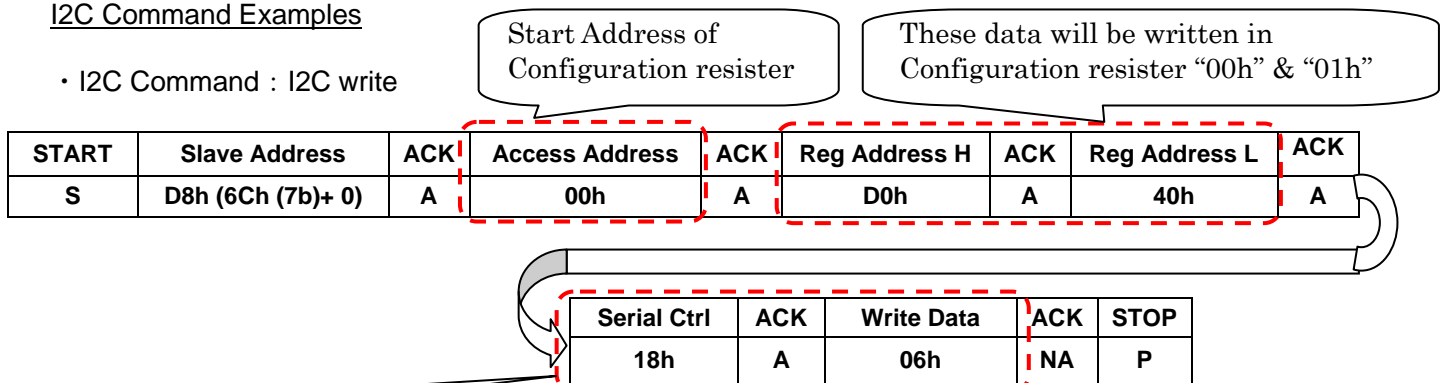 I2C Command Examples
Start Address of
Configuration resister
These data will be written in
Configuration resister “00h” & “01h”
・I2C Command：I2C write
START Slave Address ACK Access Address ACK Reg Address H ACK Reg Address L ACK
S D8h (6Ch (7b)+ 0) A 00h A D0h A 40h A
Serial Ctrl ACK Write Data ACK STOP
18h A 06h NA P